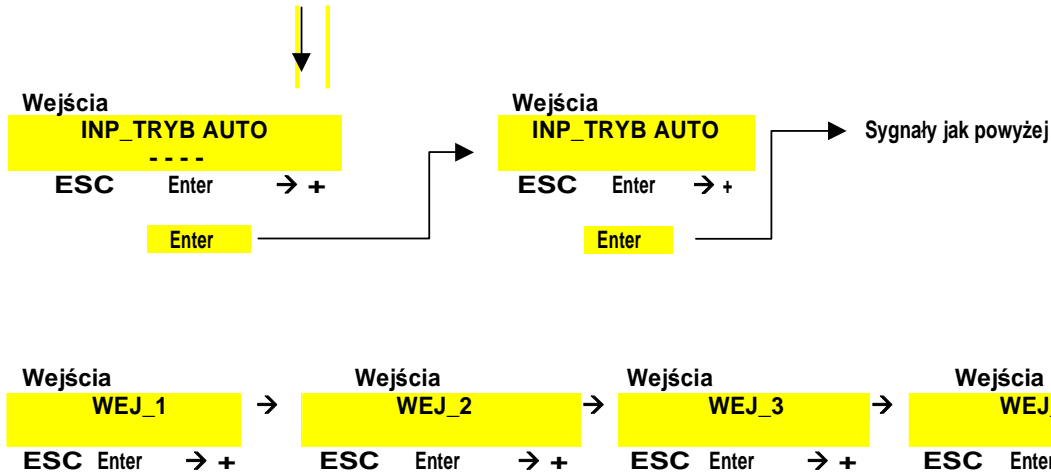 Wejścia Wejścia
INP_TRYB AUTO INP_TRYB AUTO Sygnały jak powyżej
- - - -
ESC Enter → + ESC Enter → +
Enter Enter
Wejścia Wejścia Wejścia Wejścia
WEJ_1 → WEJ_2 → WEJ_3 → WEJ_
ESC Enter → + ESC Enter → + ESC Enter → + ESC Enter